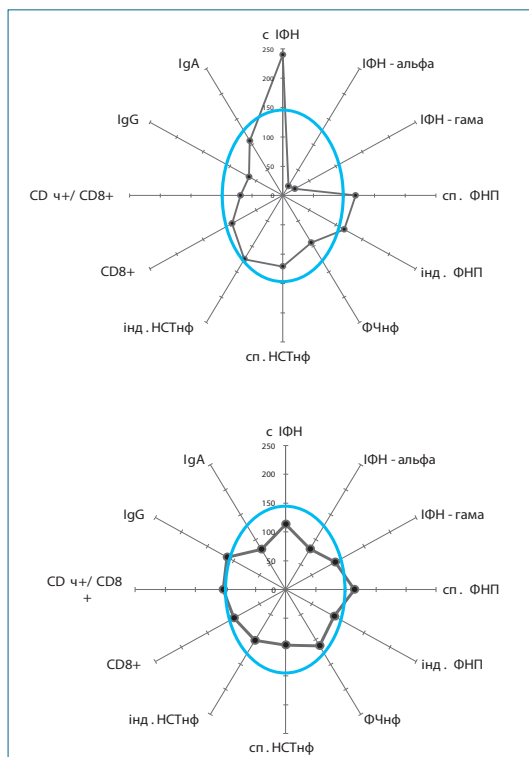 с ІФН
250
IgA
ІФН - альфа
200
150
IgG
ІФН - гама
100
50
CD ч+/ CD8+
0
сп. ФНП
CD8+
інд. ФНП
інд. НСТнф
ФЧнф
сп. НСТнф
с ІФН
250
IgA
ІФН - альфа
200
150
IgG
ІФН - гама
100
50
CD ч+/ CD8
+
0
сп. ФНП
CD8+
інд. ФНП
інд. НСТнф
ФЧнф
сп. НСТнф